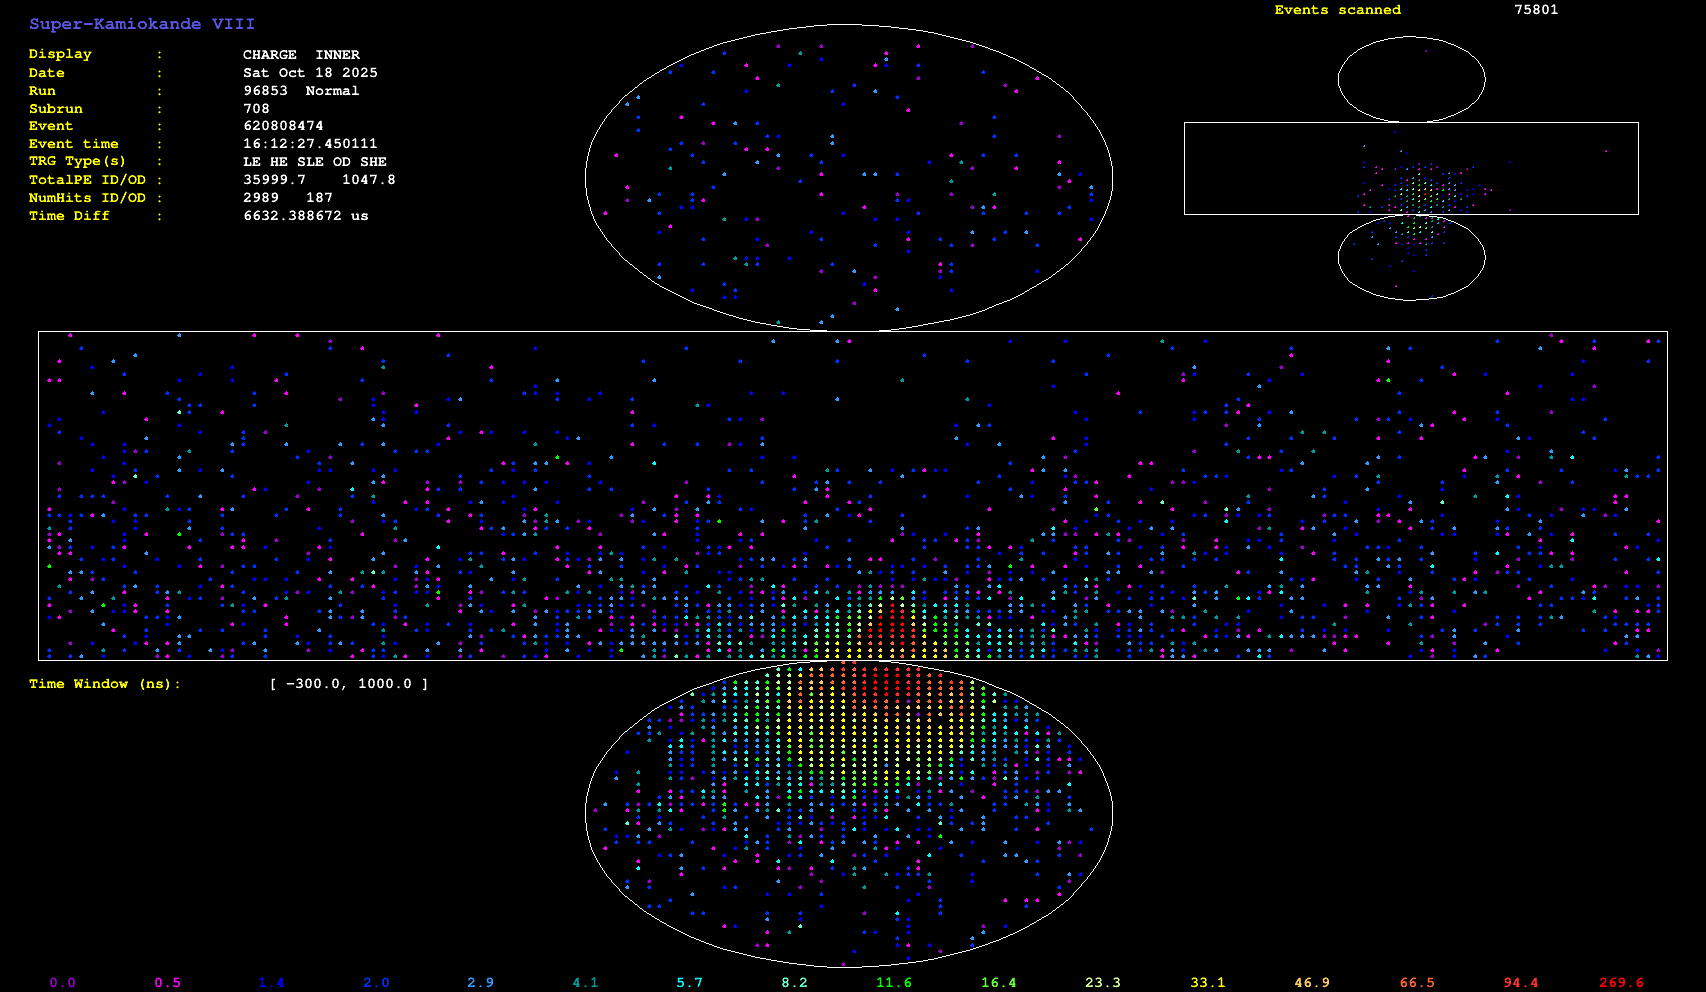 Super-Kamiokande VIII
Events scanned 75801
Display : CHARGE INNER
Date : Sat Oct 18 2025
Run : 96853 Normal
Subrun : 708
Event : 620808474
Event time : 16:12:27.450111
TRG Type(s) : LE HE SLE OD SHE
TotalPE ID/OD : 35999.7 1047.8
NumHits ID/OD : 2989 187
Time Diff : 6632.388672 us
Time Window (ns): [ -300.0, 1000.0 ]
0.0 0.5 1.4 2.0 2.9 4.1 5.7 8.2 11.6 16.4 23.3 33.1 46.9 66.5 94.4 269.6